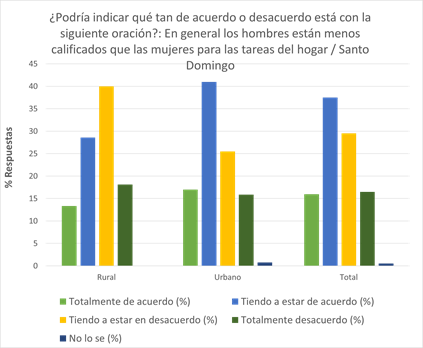 ¿Podría indicar qué tan de acuerdo o desacuerdo está con la
siguiente oración?: En general los hombres están menos
calificados que las mujeres para las tareas del hogar / Santo
Domingo
45
40
35
30
25
20
15
10
5
0
% Respuestas
Rural Urbano Total
Totalmente de acuerdo (%) Tiendo a estar de acuerdo (%)
Tiendo a estar en desacuerdo (%) Totalmente desacuerdo (%)
No lo se (%)